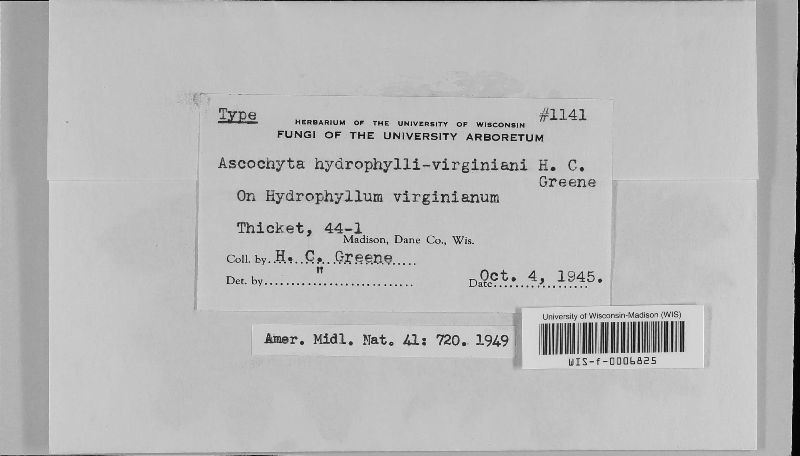 Type #1141
HERBARIUM OF THE UNIVERSITY OF WISCONSIN
FUNGI OF THE UNIVERSITY ARBORETUM
Ascochyta hydrophylli-virginiani H. C.
Greene
On Hydrophyllum virginianum
Thicket, 44-1
Madison, Dane Co., Wis.
Coll. by H. C. Greene
"
Det. by Date Oct. 4, 1945.
Amer. Midl. Nat. 41: 720. 1949
University of Wisconsin-Madison (WIS)
WIS-f-0006825